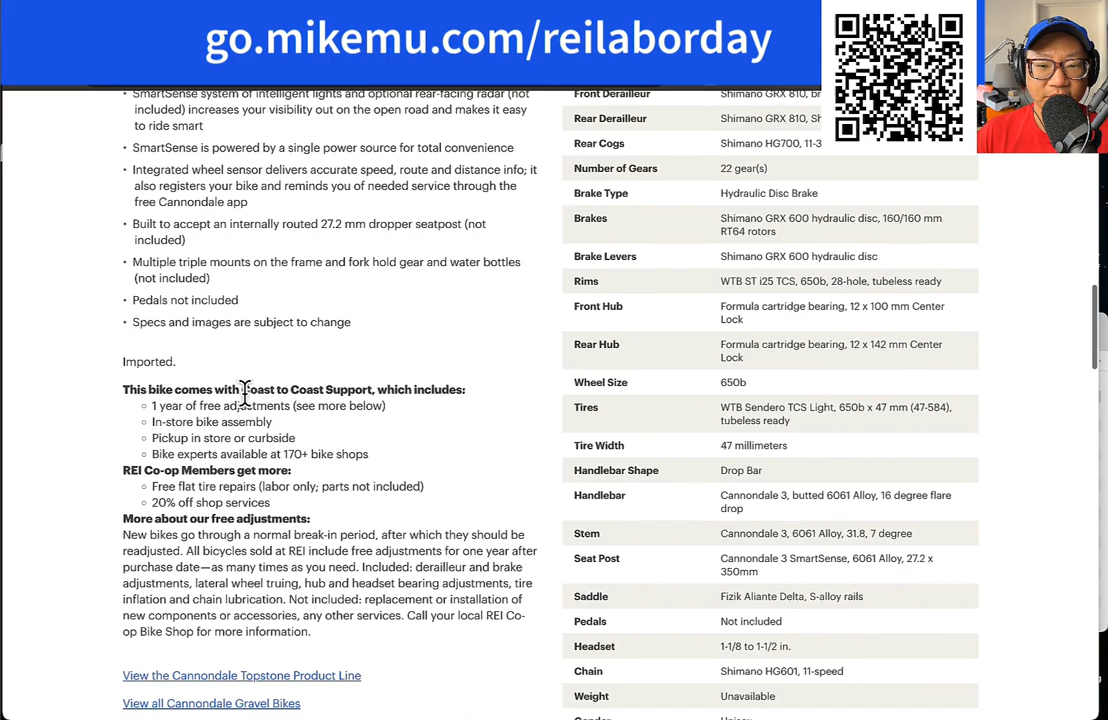 go.mikemu.com/reilaborday
• SmartSense system of intelligent lights and optional rear-facing radar (not
included) increases your visibility out on the open road and makes it easy
to ride smart
• SmartSense is powered by a single power source for total convenience
• Integrated wheel sensor delivers accurate speed, route and distance info; it
also registers your bike and reminds you of needed service through the
free Cannondale app
• Built to accept an internally routed 27.2 mm dropper seatpost (not
included)
• Multiple triple mounts on the frame and fork hold gear and water bottles
(not included)
• Pedals not included
• Specs and images are subject to change
Imported.
This bike comes with Coast to Coast Support, which includes:
1 year of free adjustments (see more below)
In-store bike assembly
Pickup in store or curbside
Bike experts available at 170+ bike shops
REI Co-op Members get more:
Free flat tire repairs (labor only; parts not included)
20% off shop services
More about our free adjustments:
New bikes go through a normal break-in period, after which they should be
readjusted. All bicycles sold at REI include free adjustments for one year after
purchase date—as many times as you need. Included: derailleur and brake
adjustments, lateral wheel truing, hub and headset bearing adjustments, tire
inflation and chain lubrication. Not included: replacement or installation of
new components or accessories, any other services. Call your local REI Co-
op Bike Shop for more information.
View the Cannondale Topstone Product Line
View all Cannondale Gravel Bikes
Front Derailleur Shimano GRX 810,
Rear Derailleur Shimano GRX 810,
Rear Cogs Shimano HG700,
Number of Gears 22 gear(s)
Brake Type Hydraulic Disc Brake
Brakes Shimano GRX 600 hydraulic disc, 160/160 mm
RT64 rotors
Brake Levers Shimano GRX 600 hydraulic disc
Rims WTB ST i25 TCS, 650b, 28-hole, tubeless ready
Front Hub Formula cartridge bearing, 12 x 100 mm Center
Lock
Rear Hub Formula cartridge bearing, 12 x 142 mm Center
Lock
Wheel Size 650b
Tires WTB Sendero TCS Light, 650b x 47 mm (47-584),
tubeless ready
Tire Width 47 millimeters
Handlebar Shape Drop Bar
Handlebar Cannondale 3, butted 6061 Alloy, 16 degree flare
drop
Stem Cannondale 3, 6061 Alloy, 31.8, 7 degree
Seat Post Cannondale 3 SmartSense, 6061 Alloy, 27.2 x
350mm
Saddle Fizik Aliante Delta, S-alloy rails
Pedals Not included
Headset 1-1/8 to 1-1/2 in.
Chain Shimano HG601, 11-speed
Weight Unavailable